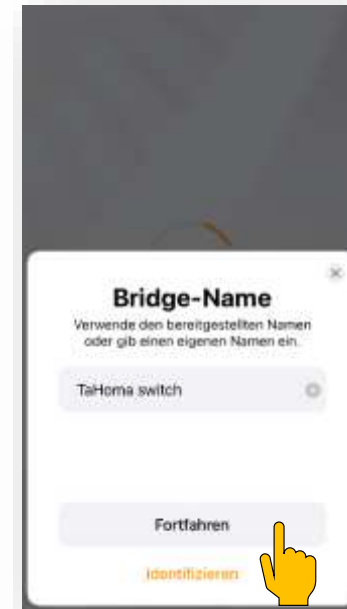 Bridge-Name
Verwende den bereitgestellten Namen
oder gib einen eigenen Namen ein.
TaHoma switch
Fortfahren
Identifizieren